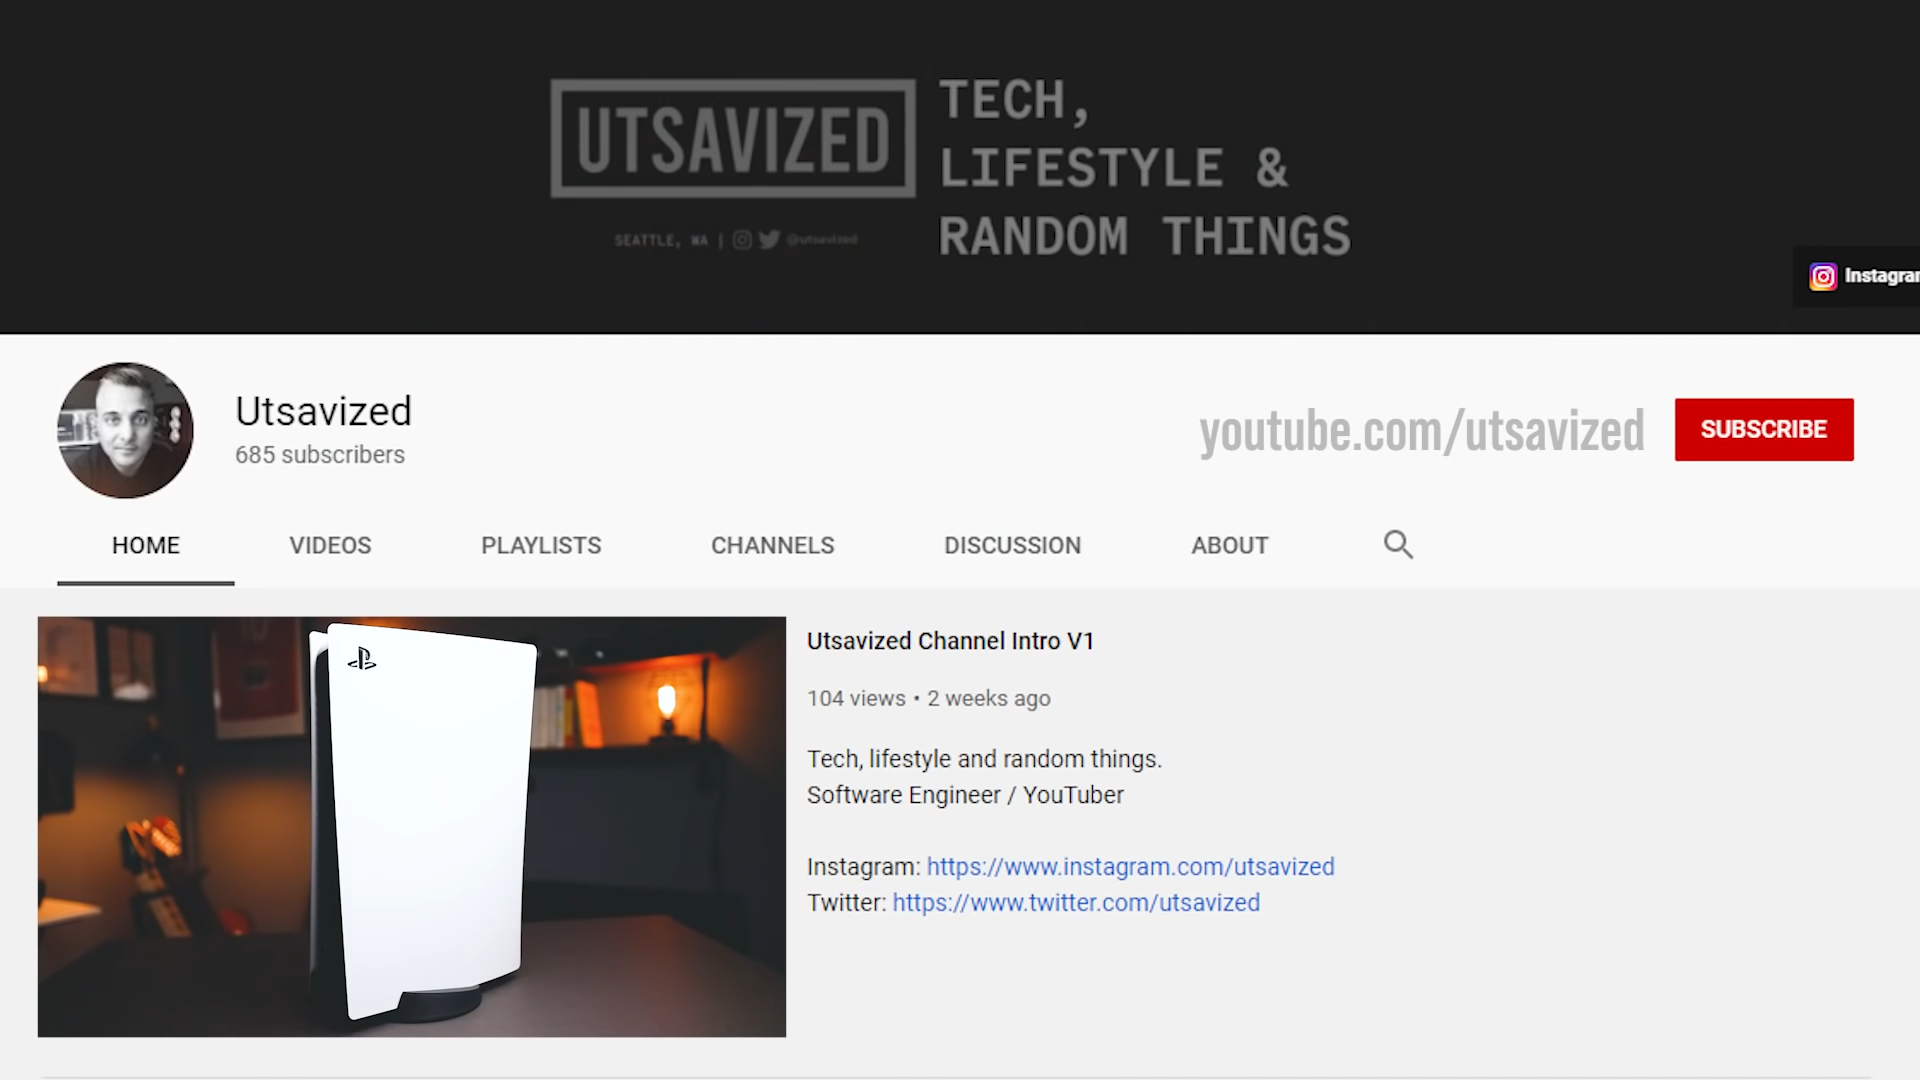 UTSAVIZED
TECH,
LIFESTYLE &
RANDOM THINGS
SEATTLE, WA | @utsavized
Instagram
Utsavized
685 subscribers
youtube.com/utsavized
SUBSCRIBE
HOME VIDEOS PLAYLISTS CHANNELS DISCUSSION ABOUT
Utsavized Channel Intro V1
104 views • 2 weeks ago
Tech, lifestyle and random things.
Software Engineer / YouTuber
Instagram: https://www.instagram.com/utsavized
Twitter: https://www.twitter.com/utsavized